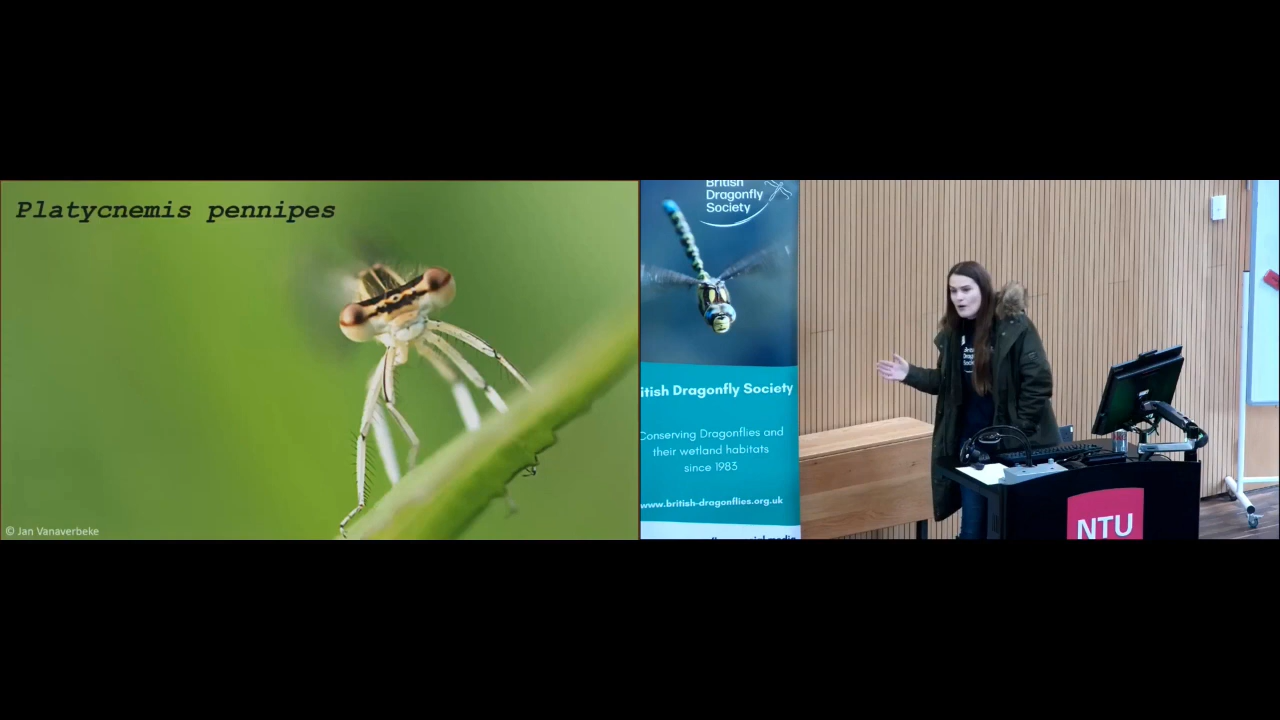 Platycnemis pennipes
© Jan Vanaverbeke
British
Dragonfly
Society
itish Dragonfly Society
Conserving Dragonflies and
their wetland habitats
since 1983
www.british-dragonflies.org.uk
NTU